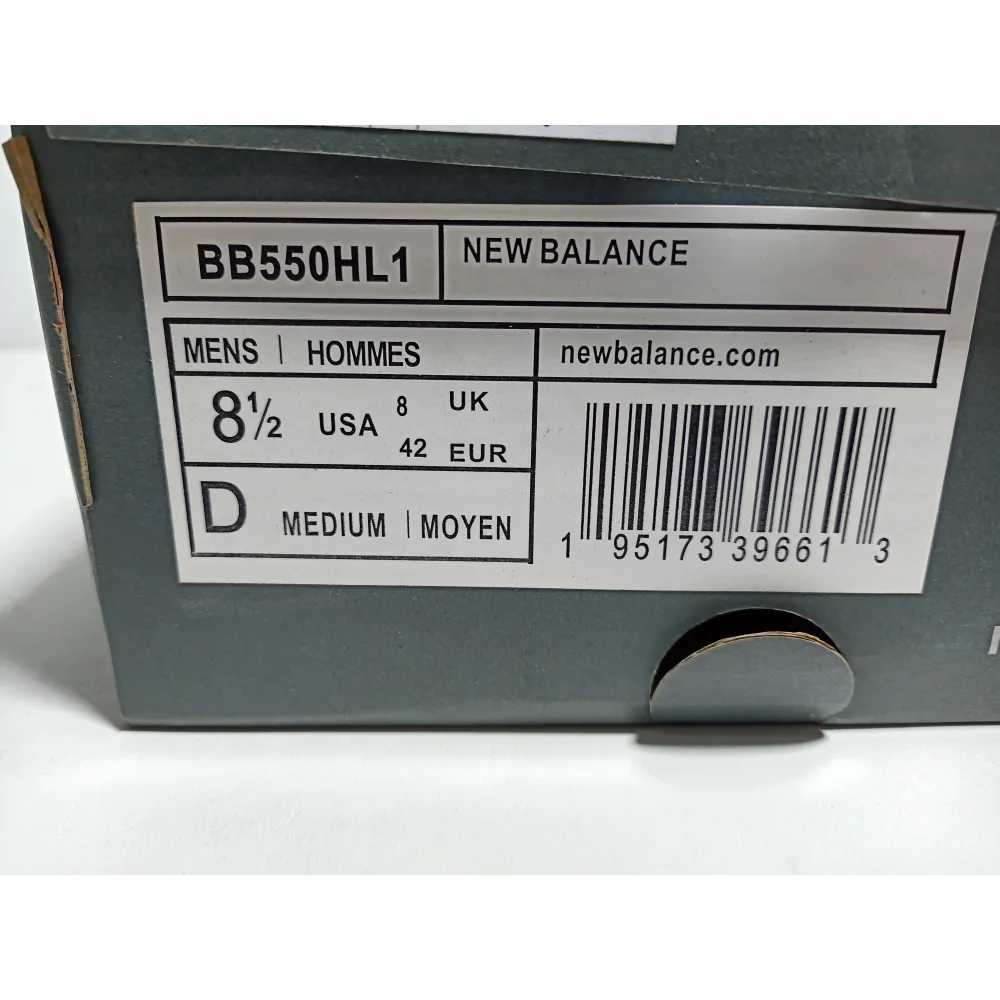 BB550HL1
NEW BALANCE
MENS | HOMMES
newbalance.com
8½ USA 8 UK
42 EUR
D MEDIUM | MOYEN
1 95173 39661 3